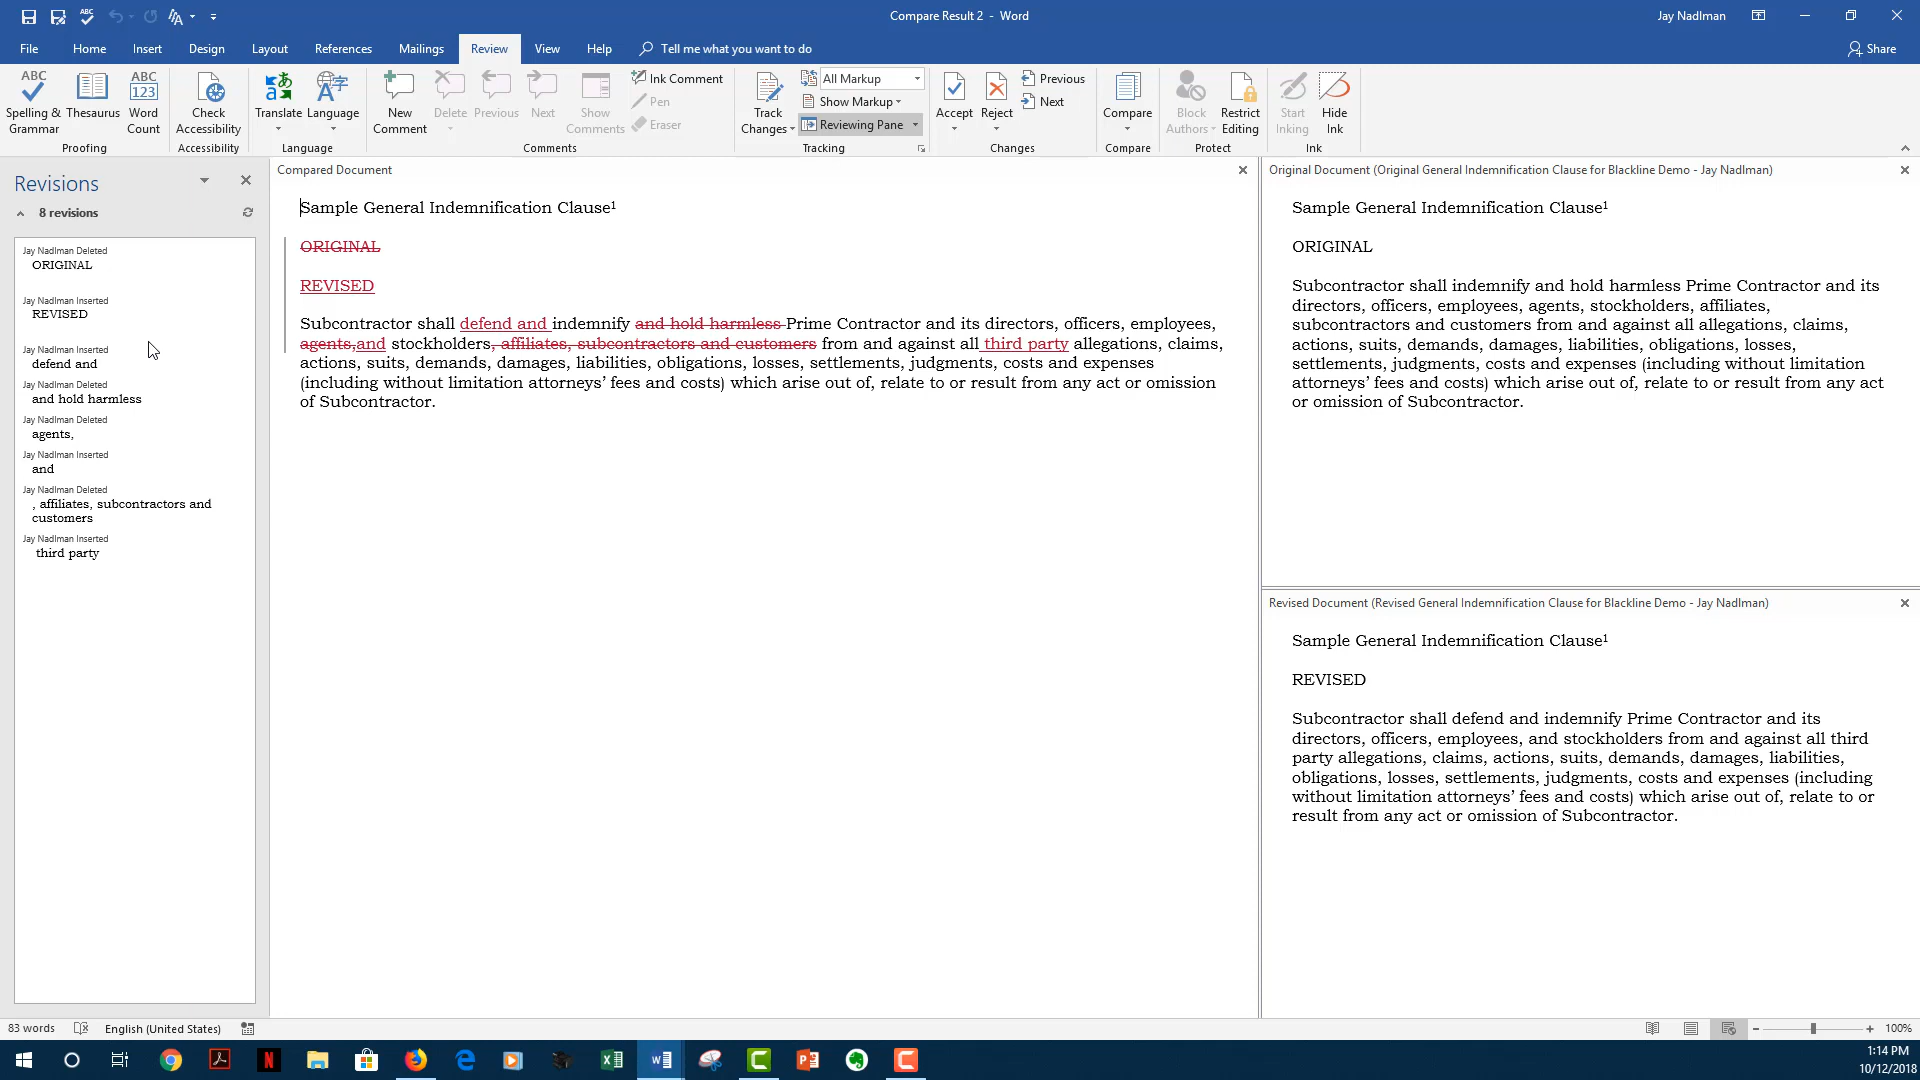 ABC
Compare Result 2 - Word
Jay Nadlman
File Home Insert Design Layout References Mailings Review View Help Tell me what you want to do Share
ABC
Spelling &
Grammar
Thesaurus
ABC
123
Word
Count
Proofing
Check
Accessibility
Accessibility
Translate
Language
Language
New
Comment
Delete
Previous
Next
Show
Comments
Ink Comment
Pen
Eraser
Comments
Track
Changes
All Markup
Show Markup
Reviewing Pane
Tracking
Accept
Reject
Previous
Next
Changes
Compare
Compare
Block
Authors
Restrict
Editing
Protect
Start
Inking
Hide
Ink
Ink
Revisions
8 revisions
Jay Nadlman Deleted
ORIGINAL
Jay Nadlman Inserted
REVISED
Jay Nadlman Inserted
defend and
Jay Nadlman Deleted
and hold harmless
Jay Nadlman Deleted
agents,
Jay Nadlman Inserted
and
Jay Nadlman Deleted
, affiliates, subcontractors and
customers
Jay Nadlman Inserted
third party
Compared Document
Sample General Indemnification Clause¹
ORIGINAL
REVISED
Subcontractor shall defend and indemnify and hold harmless Prime Contractor and its directors, officers, employees,
agents,and stockholders, affiliates, subcontractors and customers from and against all third party allegations, claims,
actions, suits, demands, damages, liabilities, obligations, losses, settlements, judgments, costs and expenses
(including without limitation attorneys’ fees and costs) which arise out of, relate to or result from any act or omission
of Subcontractor.
Original Document (Original General Indemnification Clause for Blackline Demo - Jay Nadlman)
Sample General Indemnification Clause¹
ORIGINAL
Subcontractor shall indemnify and hold harmless Prime Contractor and its
directors, officers, employees, agents, stockholders, affiliates,
subcontractors and customers from and against all allegations, claims,
actions, suits, demands, damages, liabilities, obligations, losses,
settlements, judgments, costs and expenses (including without limitation
attorneys’ fees and costs) which arise out of, relate to or result from any act
or omission of Subcontractor.
Revised Document (Revised General Indemnification Clause for Blackline Demo - Jay Nadlman)
Sample General Indemnification Clause¹
REVISED
Subcontractor shall defend and indemnify Prime Contractor and its
directors, officers, employees, and stockholders from and against all third
party allegations, claims, actions, suits, demands, damages, liabilities,
obligations, losses, settlements, judgments, costs and expenses (including
without limitation attorneys’ fees and costs) which arise out of, relate to or
result from any act or omission of Subcontractor.
83 words English (United States) 100%
1:14 PM
10/12/2018